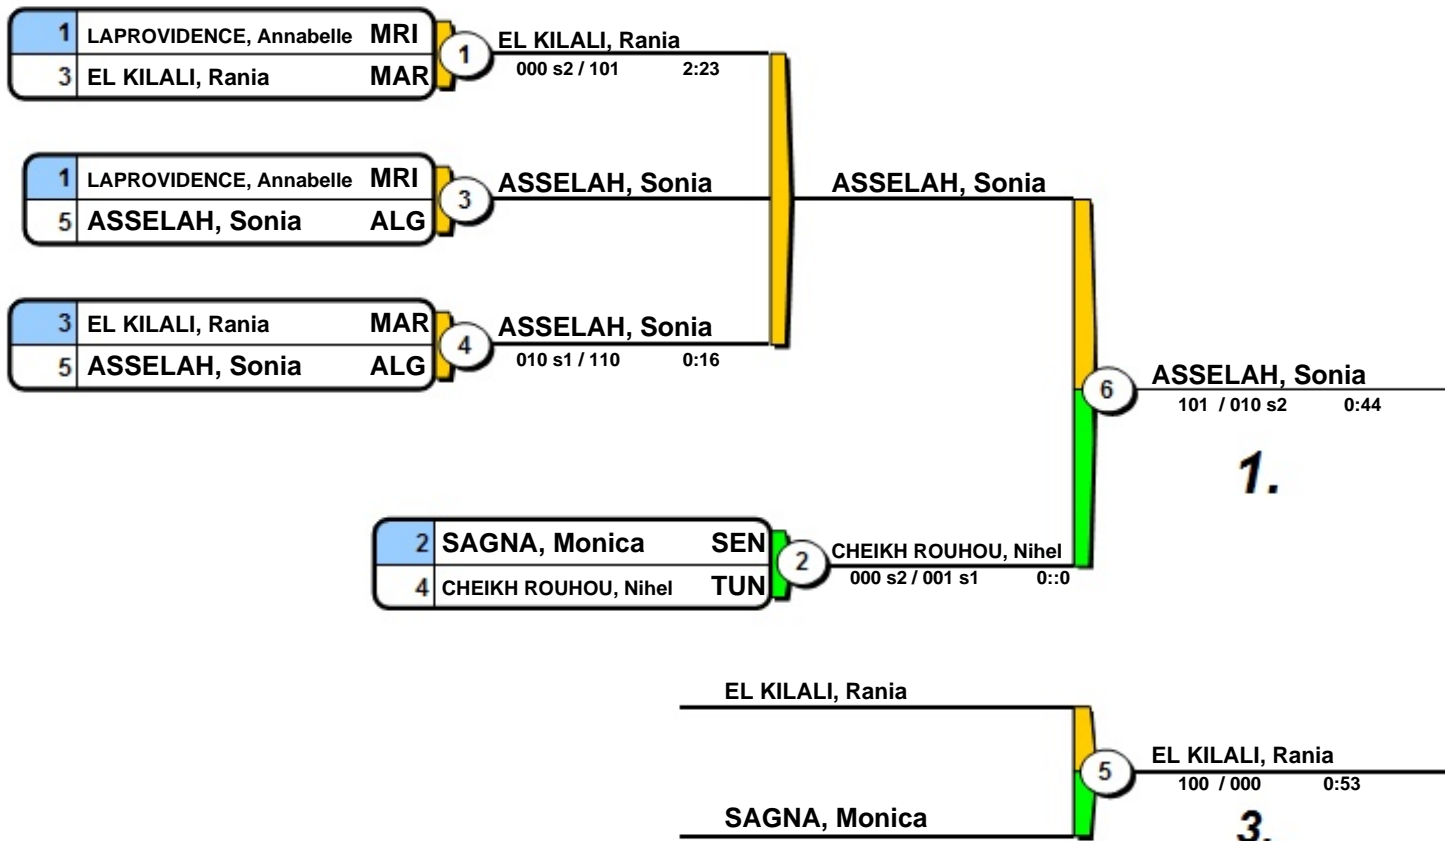 1 LAPROVIDENCE, Annabelle MRI
3 EL KILALI, Rania MAR
1
EL KILALI, Rania
000 s2 / 101 2:23
1 LAPROVIDENCE, Annabelle MRI
5 ASSELAH, Sonia ALG
3
ASSELAH, Sonia
ASSELAH, Sonia
3 EL KILALI, Rania MAR
5 ASSELAH, Sonia ALG
4
ASSELAH, Sonia
010 s1 / 110 0:16
6
ASSELAH, Sonia
101 / 010 s2 0:44
1.
2 SAGNA, Monica SEN
4 CHEIKH ROUHOU, Nihel TUN
2
CHEIKH ROUHOU, Nihel
000 s2 / 001 s1 0::0
EL KILALI, Rania
SAGNA, Monica
5
EL KILALI, Rania
100 / 000 0:53
3.